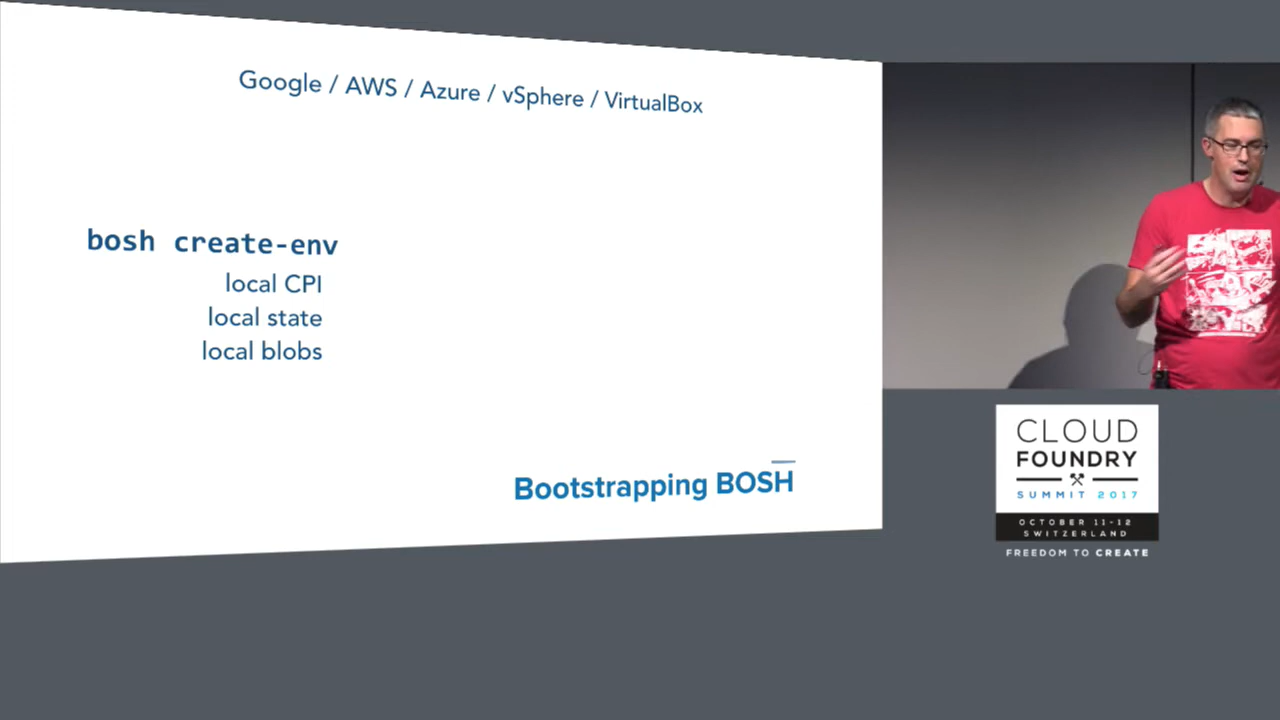 Google / AWS / Azure / vSphere / VirtualBox
bosh create-env
local CPI
local state
local blobs
Bootstrapping BOSH
CLOUD
FOUNDRY
SUMMIT 2017
OCTOBER 11-12
SWITZERLAND
FREEDOM TO CREATE